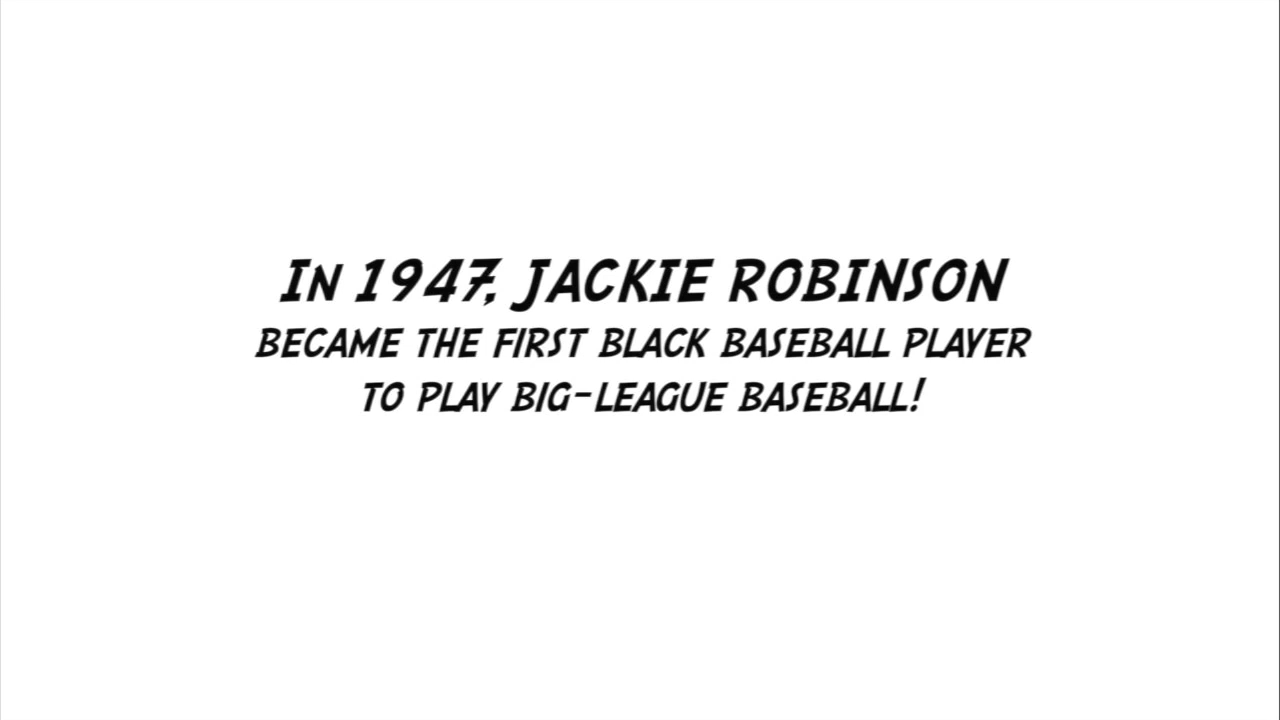 In 1947, JACKIE ROBINSON
BECAME THE FIRST BLACK BASEBALL PLAYER
TO PLAY BIG-LEAGUE BASEBALL!